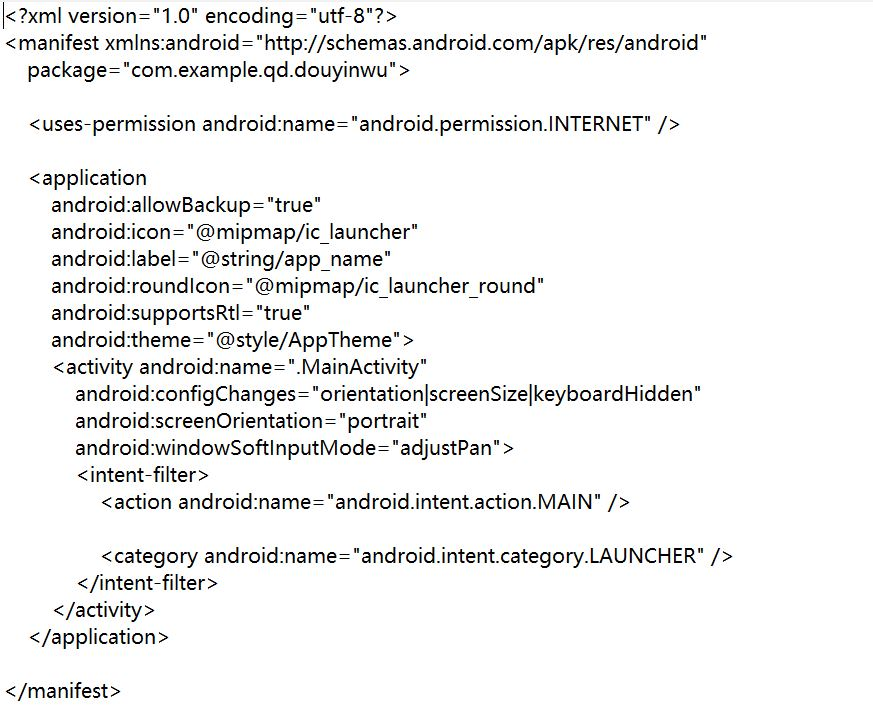 <?xml version="1.0" encoding="utf-8"?>
<manifest xmlns:android="http://schemas.android.com/apk/res/android"
    package="com.example.qd.douyinwu">

    <uses-permission android:name="android.permission.INTERNET" />

    <application
        android:allowBackup="true"
        android:icon="@mipmap/ic_launcher"
        android:label="@string/app_name"
        android:roundIcon="@mipmap/ic_launcher_round"
        android:supportsRtl="true"
        android:theme="@style/AppTheme">
        <activity android:name=".MainActivity"
            android:configChanges="orientation|screenSize|keyboardHidden"
            android:screenOrientation="portrait"
            android:windowSoftInputMode="adjustPan">
            <intent-filter>
                <action android:name="android.intent.action.MAIN" />

                <category android:name="android.intent.category.LAUNCHER" />
            </intent-filter>
        </activity>
    </application>

</manifest>